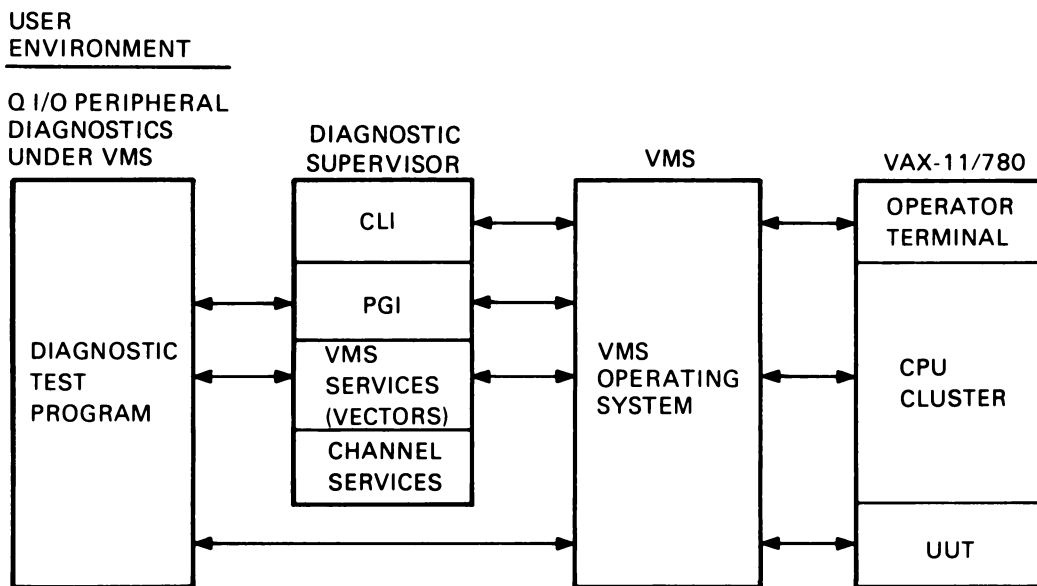 USER
ENVIRONMENT
Q I/O PERIPHERAL
DIAGNOSTICS
UNDER VMS
DIAGNOSTIC
SUPERVISOR
VMS
VAX-11/780
DIAGNOSTIC
TEST
PROGRAM
CLI
PGI
VMS
SERVICES
(VECTORS)
CHANNEL
SERVICES
VMS
OPERATING
SYSTEM
OPERATOR
TERMINAL
CPU
CLUSTER
UUT